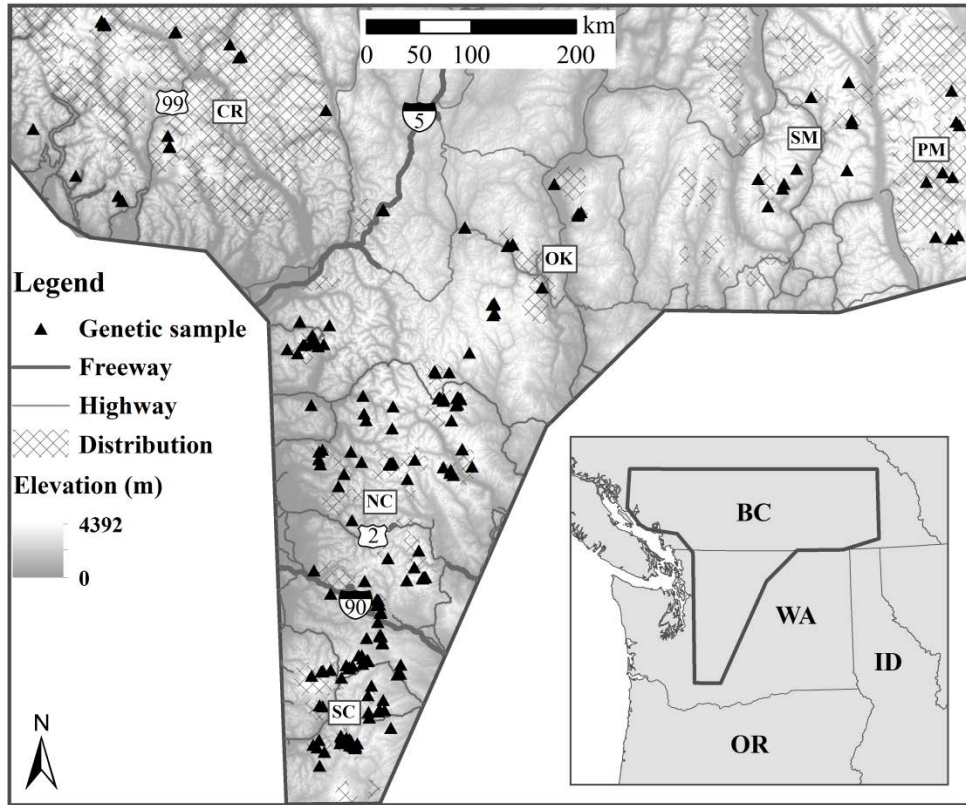 km
0 50 100 200
99
CR
5
SM
PM
OK
Legend
Genetic sample
Freeway
Highway
Distribution
Elevation (m)
4392
0
NC
2
90
SC
N
BC
WA
ID
OR